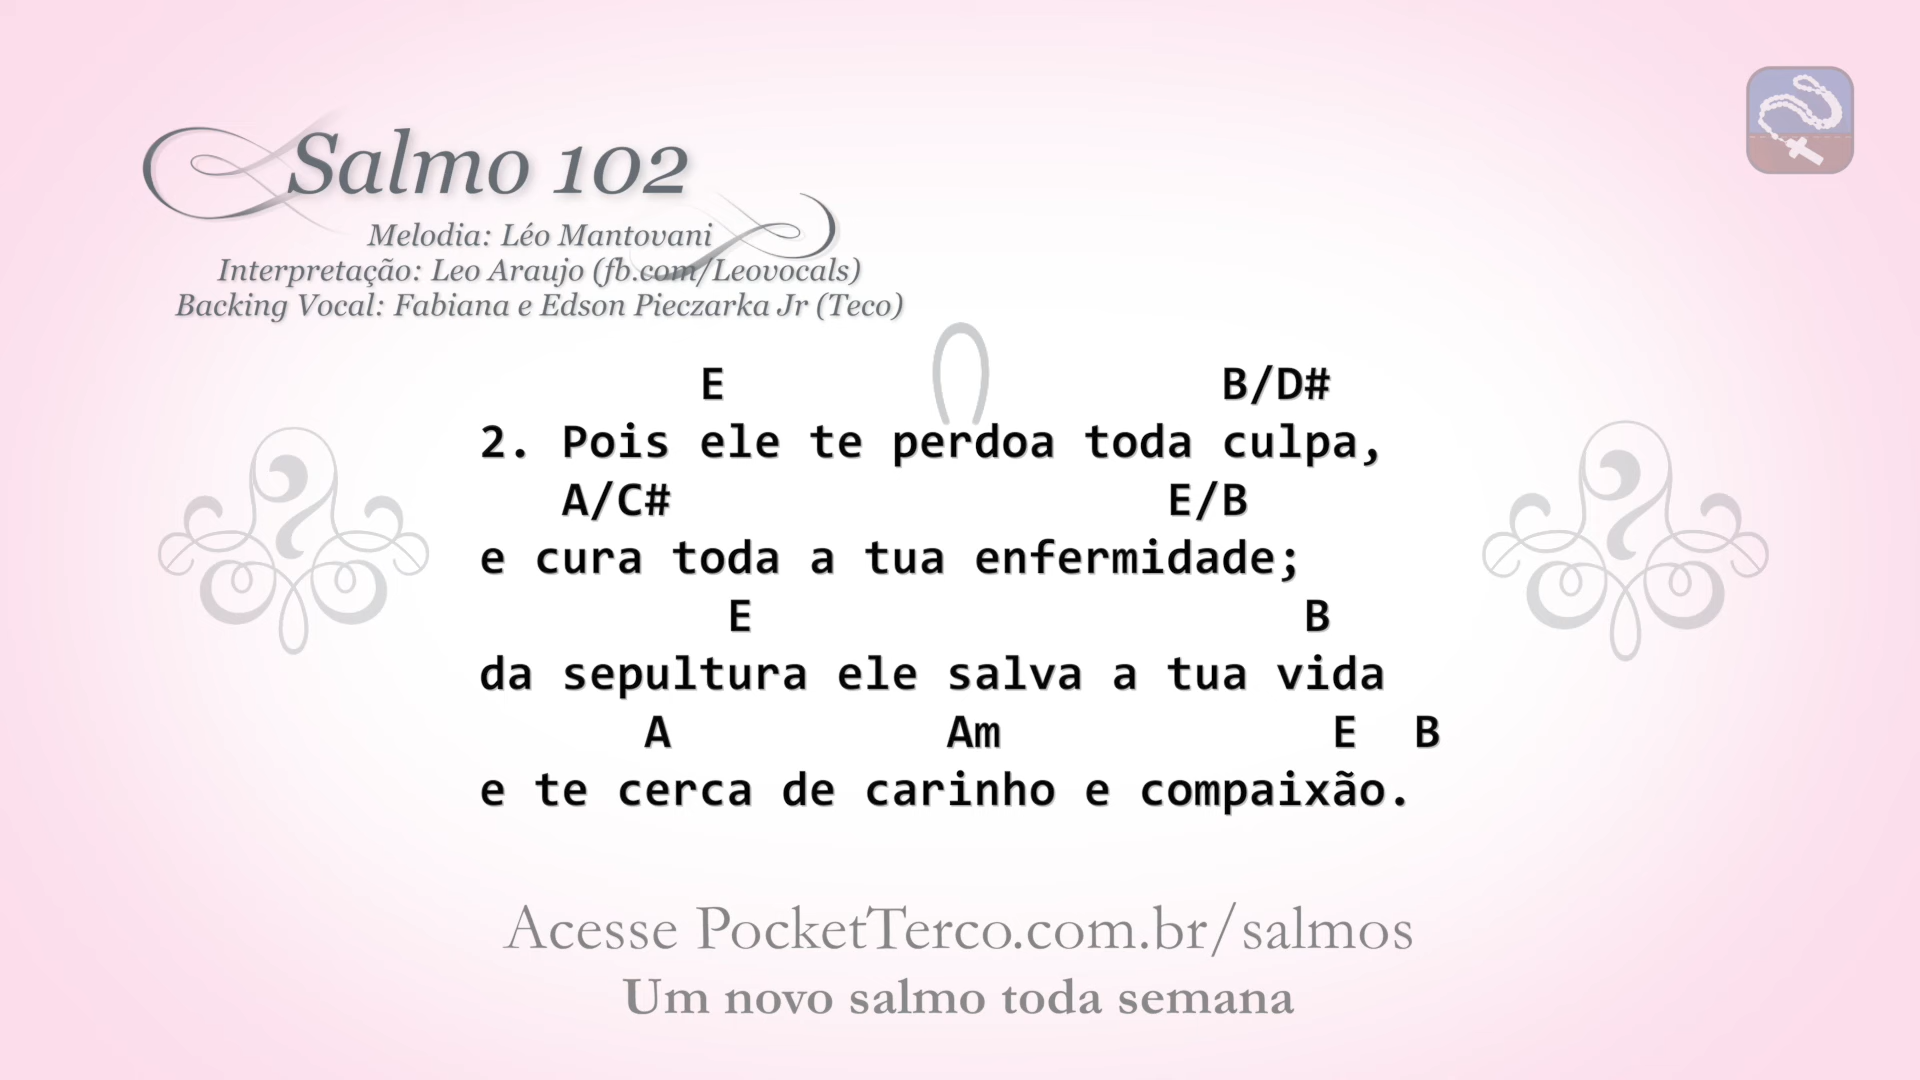 Salmo 102
Melodia: Léo Mantovani
Interpretação: Leo Araujo (fb.com/Leovocals)
Backing Vocal: Fabiana e Edson Pieczarka Jr (Teco)
E B/D#
2. Pois ele te perdoa toda culpa,
A/C# E/B
e cura toda a tua enfermidade;
E B
da sepultura ele salva a tua vida
A Am E B
e te cerca de carinho e compaixão.
Acesse PocketTerco.com.br/salmos
Um novo salmo toda semana